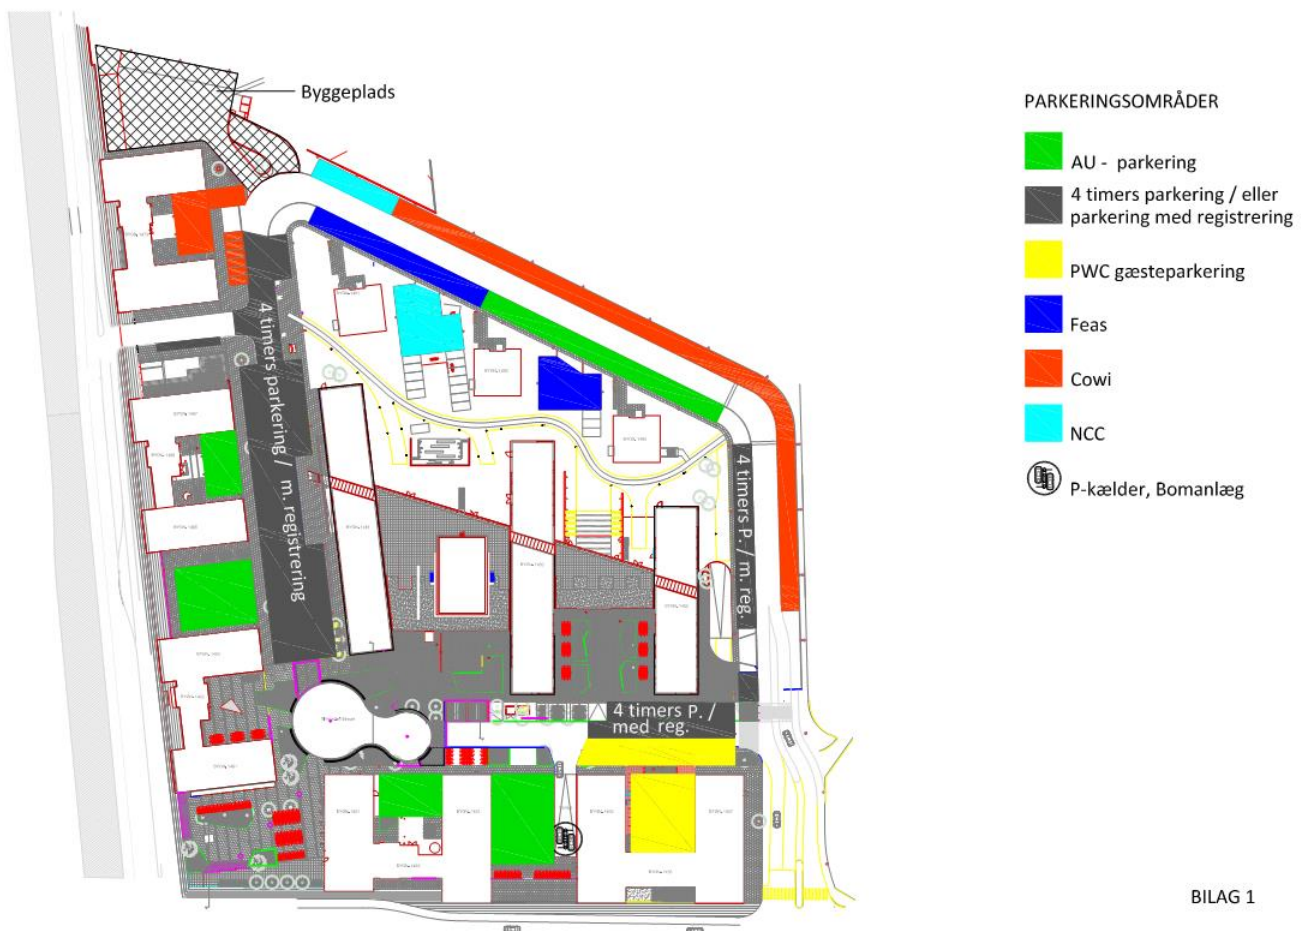 Byggeplads
PARKERINGSOMRÅDER
AU - parkering
4 timers parkering / eller
parkering med registrering
PWC gæsteparkering
Feas
Cowi
NCC
P-kælder, Bomanlæg
4 timers parkering /
m. registrering
4 timers P. / m. reg.
4 timers P. /
med reg.
BILAG 1